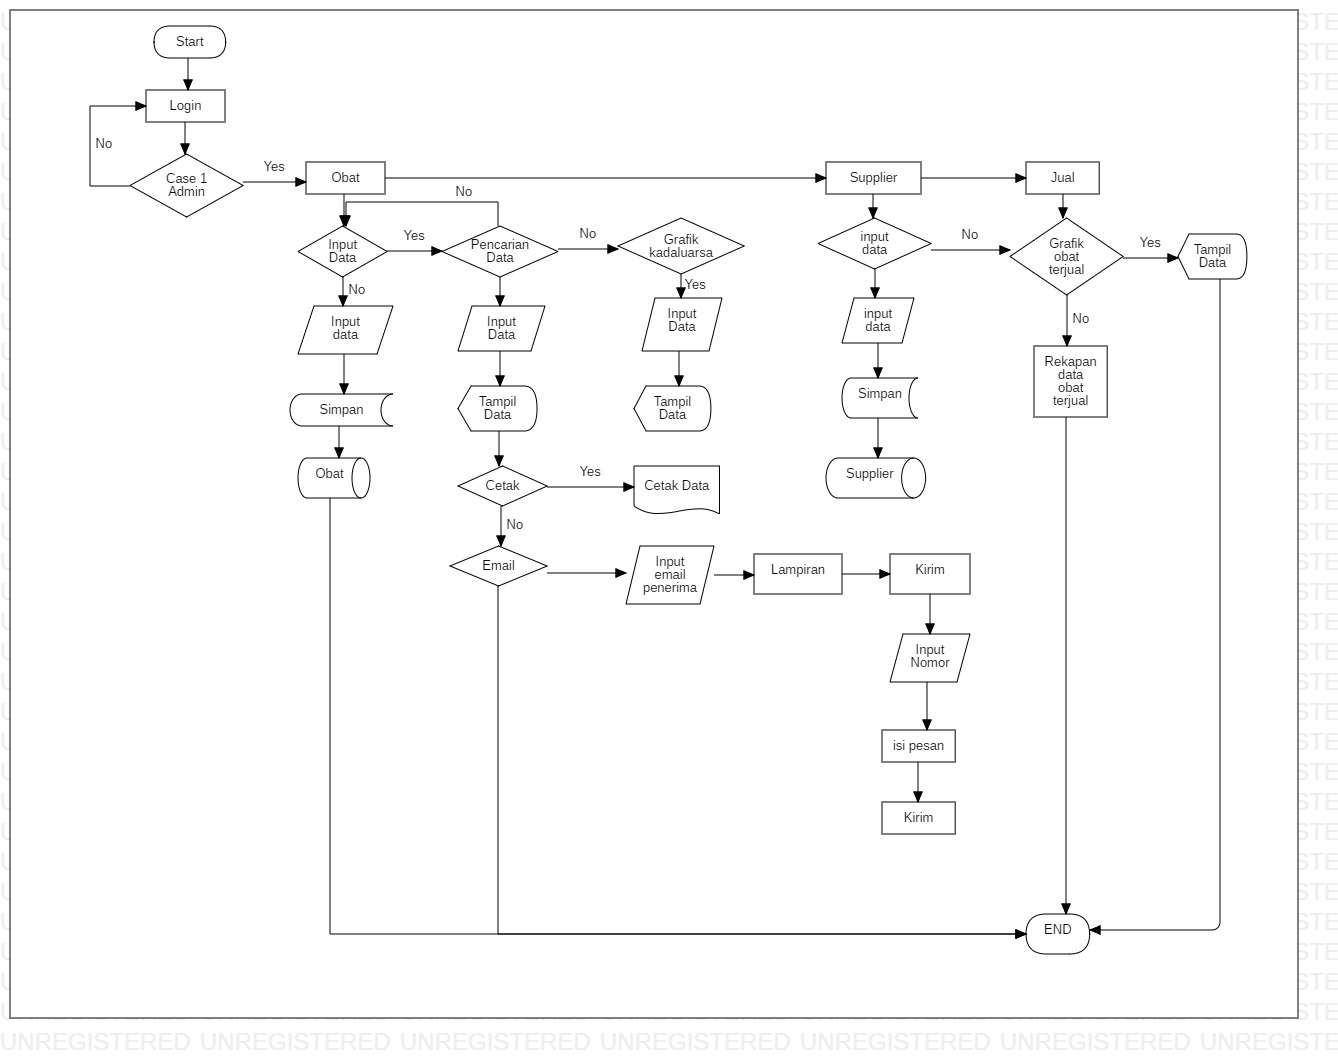 Start
Login
No
Case 1
Admin
Yes
Obat
Supplier
Jual
No
Input
Data
Yes
Pencarian
Data
No
Grafik
kadaluarsa
input
data
No
Grafik
obat
terjual
Yes
Tampil
Data
No
Yes
Input
data
Input
Data
Input
Data
input
data
No
Rekapan
data
obat
terjual
Simpan
Tampil
Data
Tampil
Data
Simpan
Obat
Cetak
Yes
Cetak Data
Supplier
No
Email
Input
email
penerima
Lampiran
Kirim
Input
Nomor
isi pesan
Kirim
END
UNREGISTERED UNREGISTERED UNREGISTERED UNREGISTERED UNREGISTERED UNREGISTERED UNREGISTE